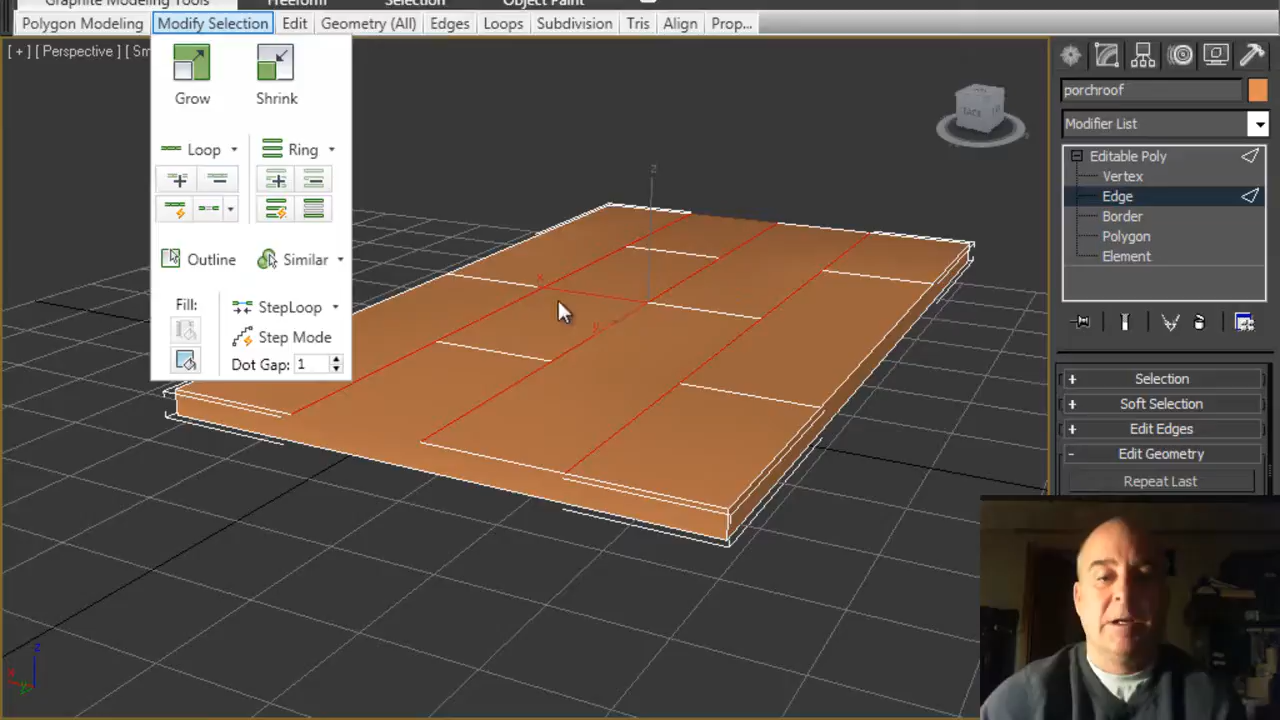 Graphite Modeling Tools Freeform Selection Object Paint
Polygon Modeling Modify Selection Edit Geometry (All) Edges Loops Subdivision Tris Align Prop...
[ + ] [ Perspective ] [ Sm
Grow Shrink
Loop Ring
Outline Similar
Fill:
StepLoop
Step Mode
Dot Gap: 1
porchroof
Modifier List
Editable Poly
Vertex
Edge
Border
Polygon
Element
+ Selection
+ Soft Selection
+ Edit Edges
- Edit Geometry
Repeat Last
z
x
y
z
x
y